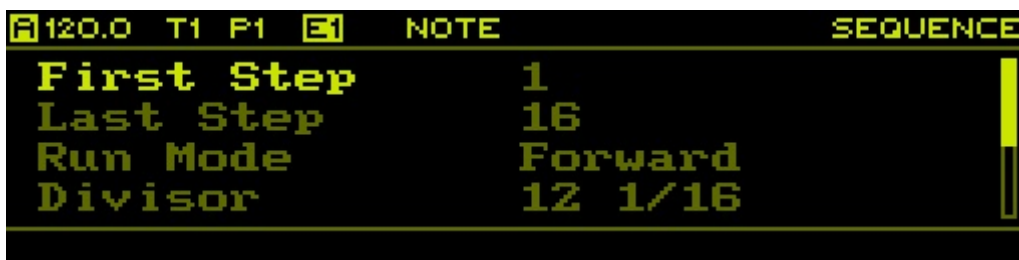 A 120.0 T1 P1 E1 NOTE SEQUENCE
First Step 1
Last Step 16
Run Mode Forward
Divisor 12 1/16